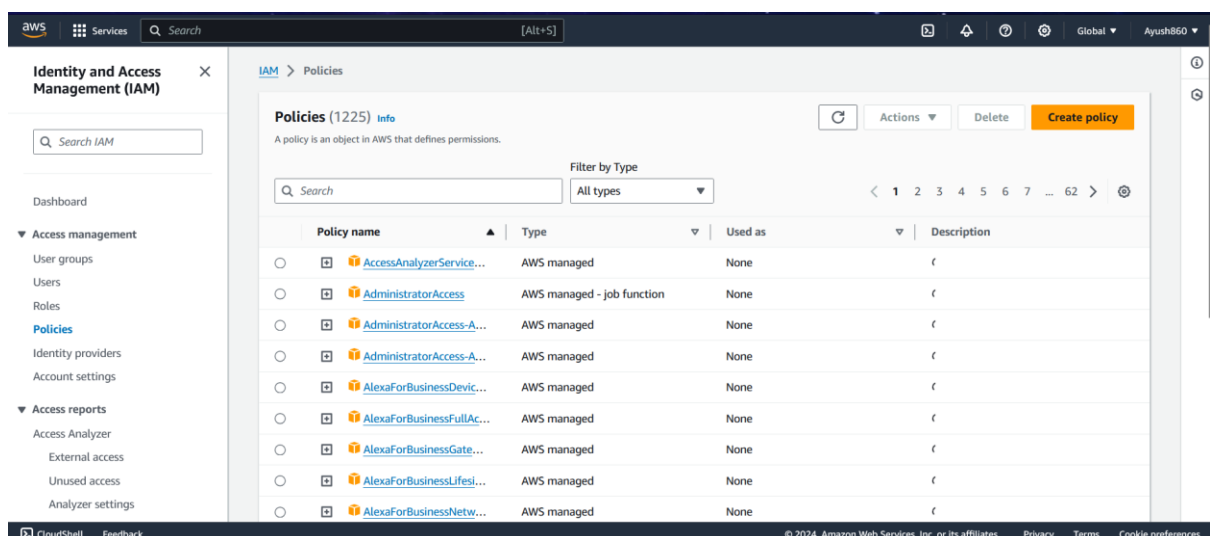 aws Services Search [Alt+S] Global Ayush860
Identity and Access Management (IAM)
Search IAM
Dashboard
Access management
User groups
Users
Roles
Policies
Identity providers
Account settings
Access reports
Access Analyzer
External access
Unused access
Analyzer settings
IAM > Policies
Policies (1225) Info
A policy is an object in AWS that defines permissions.
Actions Delete Create policy
Filter by Type
Search All types 1 2 3 4 5 6 7 ... 62
Policy name Type Used as Description
AccessAnalyzerService... AWS managed None
AdministratorAccess AWS managed - job function None
AdministratorAccess-A... AWS managed None
AdministratorAccess-A... AWS managed None
AlexaForBusinessDevic... AWS managed None
AlexaForBusinessFullAc... AWS managed None
AlexaForBusinessGate... AWS managed None
AlexaForBusinessLifesi... AWS managed None
AlexaForBusinessNetw... AWS managed None
CloudShell Feedback © 2024, Amazon Web Services, Inc. or its affiliates. Privacy Terms Cookie preferences